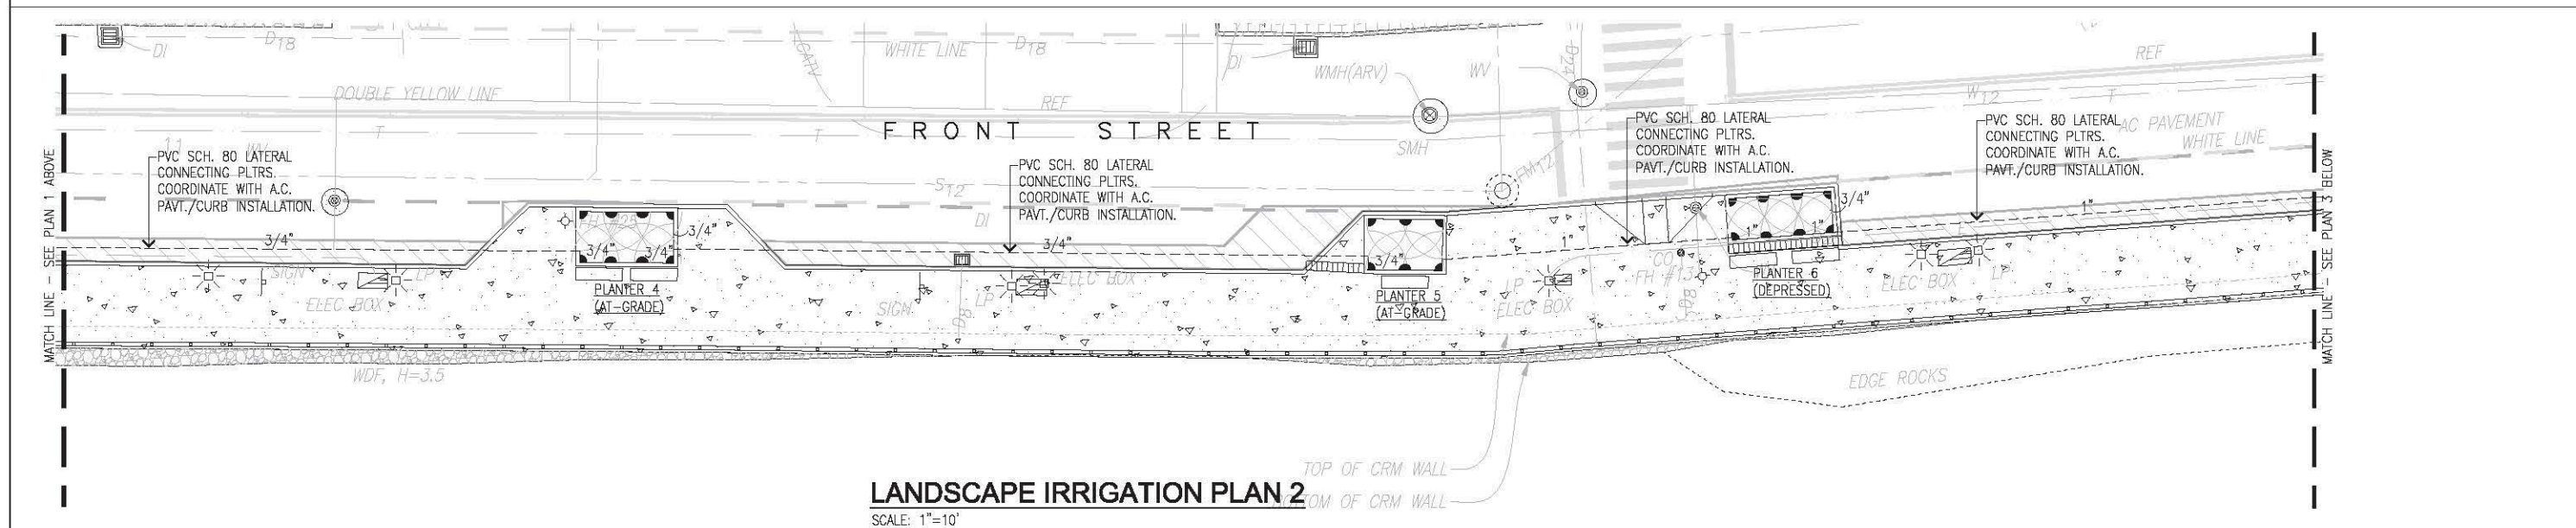 DI
D18
WHITE LINE
D18
DI
WMH(ARV)
WV
D24
REF
CATV
DOUBLE YELLOW LINE
REF
W12
T
T
T
FRONT STREET
SMH
FM12
AC PAVEMENT
WHITE LINE
11
WV
PVC SCH. 80 LATERAL
CONNECTING PLTRS.
COORDINATE WITH A.C.
PAVT./CURB INSTALLATION.
PVC SCH. 80 LATERAL
CONNECTING PLTRS.
COORDINATE WITH A.C.
PAVT./CURB INSTALLATION.
PVC SCH. 80 LATERAL
CONNECTING PLTRS.
COORDINATE WITH A.C.
PAVT./CURB INSTALLATION.
PVC SCH. 80 LATERAL
CONNECTING PLTRS.
COORDINATE WITH A.C.
PAVT./CURB INSTALLATION.
MATCH LINE - SEE PLAN 1 ABOVE
MATCH LINE - SEE PLAN 3 BELOW
S12
DI
3/4"
3/4"
3/4"
3/4"
3/4"
3/4"
1"
1"
1"
3/4"
1"
SIGN
LP
ELEC BOX
PLANTER 4
(AT-GRADE)
SIGN
LP
ELEC BOX
PLANTER 5
(AT-GRADE)
LP
ELEC BOX
CO
FH #13
PLANTER 6
(DEPRESSED)
ELEC BOX
LP
WDF, H=3.5
EDGE ROCKS
TOP OF CRM WALL
BOTTOM OF CRM WALL
LANDSCAPE IRRIGATION PLAN 2
SCALE: 1"=10'